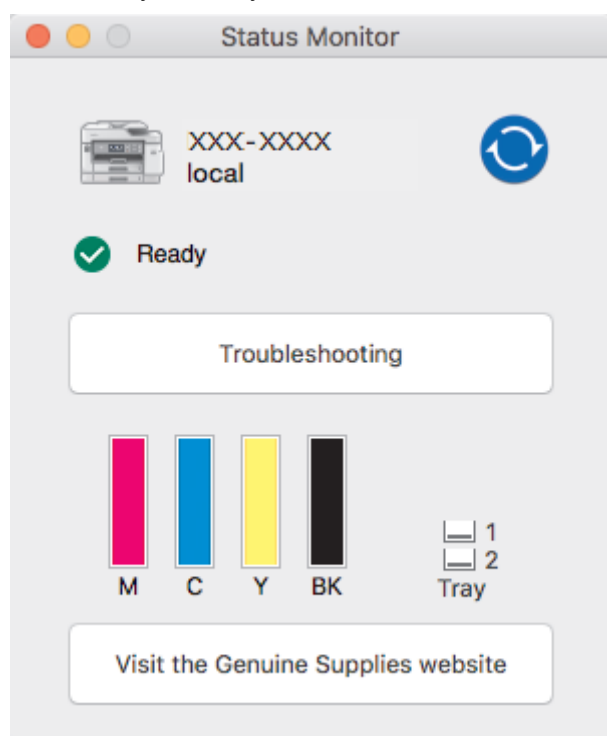 Status Monitor
XXX-XXXX
local
Ready
Troubleshooting
M C Y BK
1
2
Tray
Visit the Genuine Supplies website